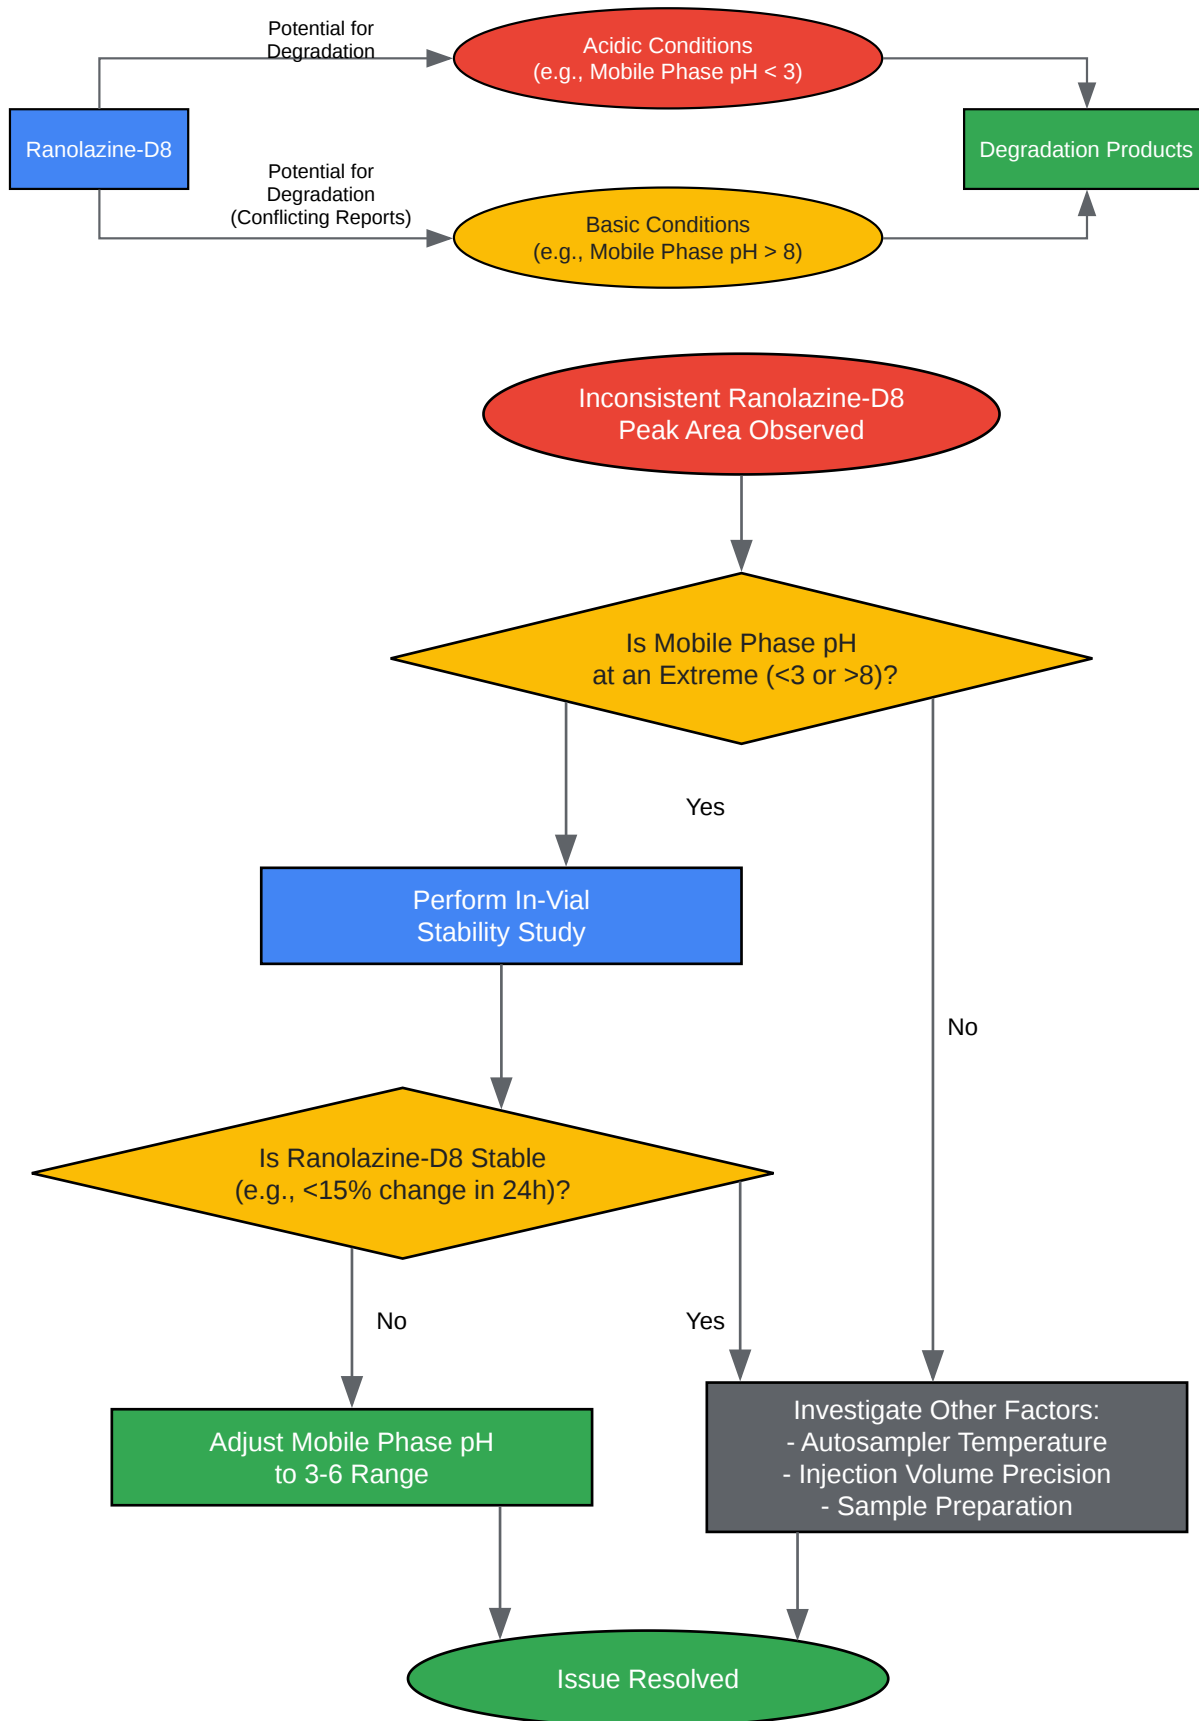 Potential for
Degradation
Acidic Conditions
(e.g., Mobile Phase pH < 3)
Ranolazine-D8
Degradation Products
Potential for
Degradation
(Conflicting Reports)
Basic Conditions
(e.g., Mobile Phase pH > 8)
Inconsistent Ranolazine-D8
Peak Area Observed
Is Mobile Phase pH
at an Extreme (<3 or >8)?
Yes
Perform In-Vial
Stability Study
No
Is Ranolazine-D8 Stable
(e.g., <15% change in 24h)?
No
Yes
Adjust Mobile Phase pH
to 3-6 Range
Investigate Other Factors:
- Autosampler Temperature
- Injection Volume Precision
- Sample Preparation
Issue Resolved